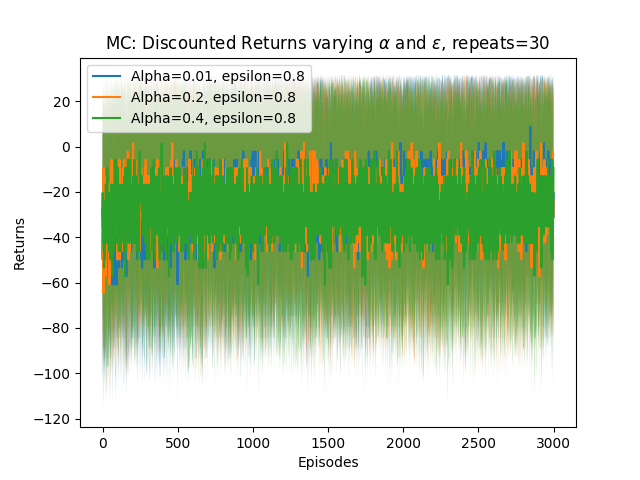 MC: Discounted Returns varying α and ε, repeats=30
Alpha=0.01, epsilon=0.8
Alpha=0.2, epsilon=0.8
Alpha=0.4, epsilon=0.8
20
0
−20
−40
−60
−80
−100
−120
Returns
0 500 1000 1500 2000 2500 3000
Episodes